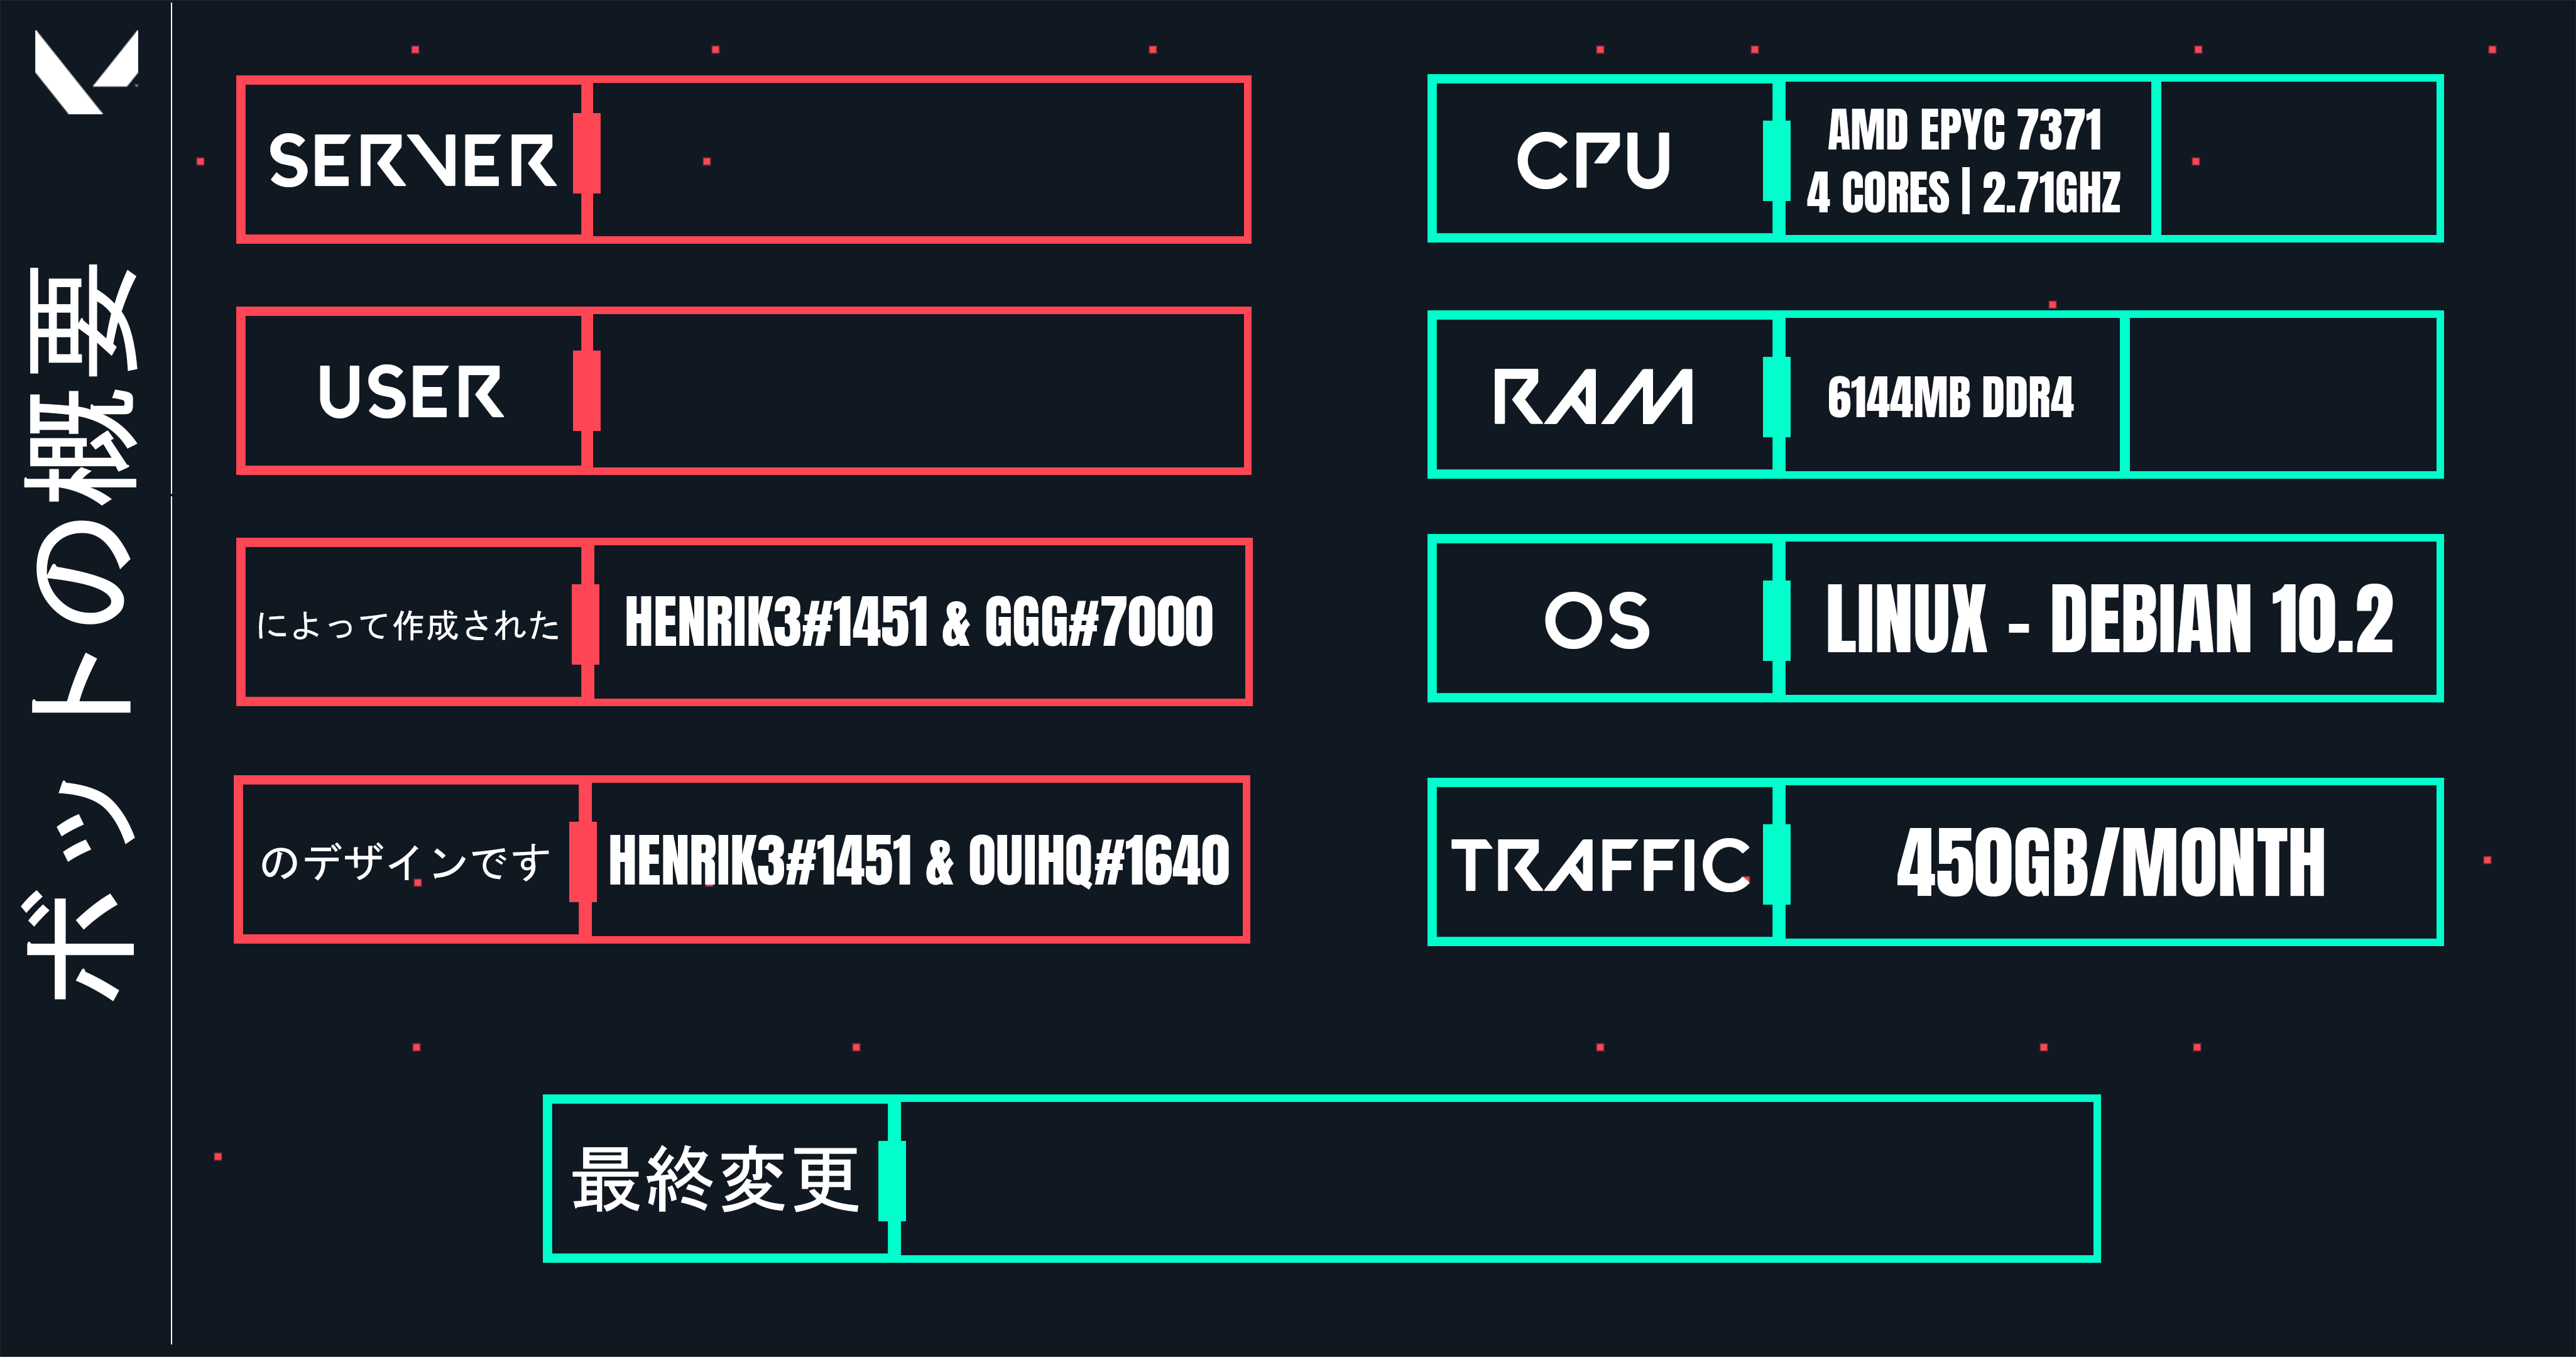 ボットの概要
SERVER
USER
によって作成された
HENRIK3#1451 & GGG#7000
のデザインです
HENRIK3#1451 & OUIHQ#1640
CPU
AMD EPYC 7371
4 CORES | 2.71GHZ
RAM
6144MB DDR4
OS
LINUX - DEBIAN 10.2
TRAFFIC
450GB/MONTH
最終変更